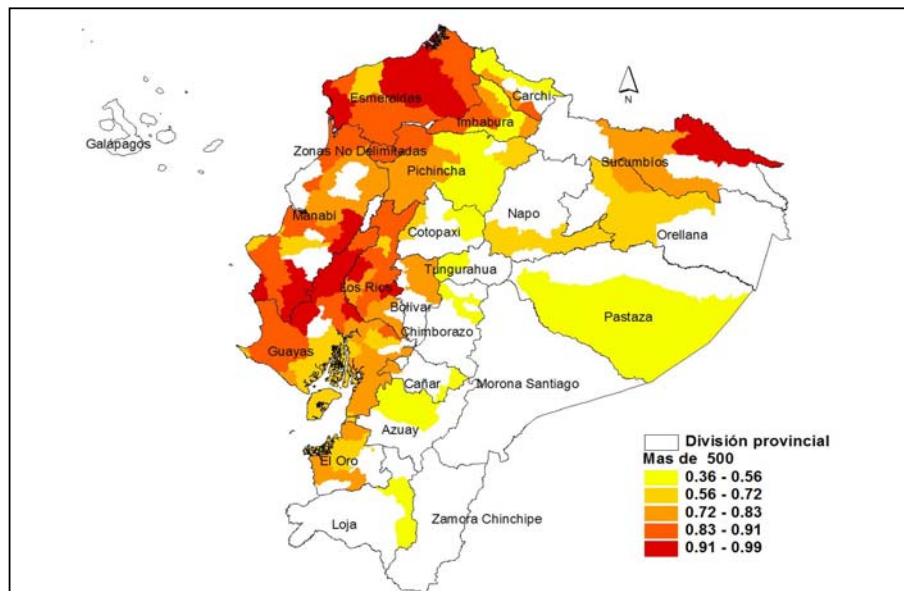 Esmeraldas
Carchi
N
Imbabura
Galápagos
Zonas No Delimitadas
Pichincha
Sucumbíos
Manabí
Napo
Cotopaxi
Orellana
Tungurahua
Los Ríos
Bolívar
Pastaza
Chimborazo
Guayas
Cañar
Morona Santiago
Azuay
El Oro
Loja
Zamora Chinchipe
División provincial
Mas de 500
0.36 - 0.56
0.56 - 0.72
0.72 - 0.83
0.83 - 0.91
0.91 - 0.99